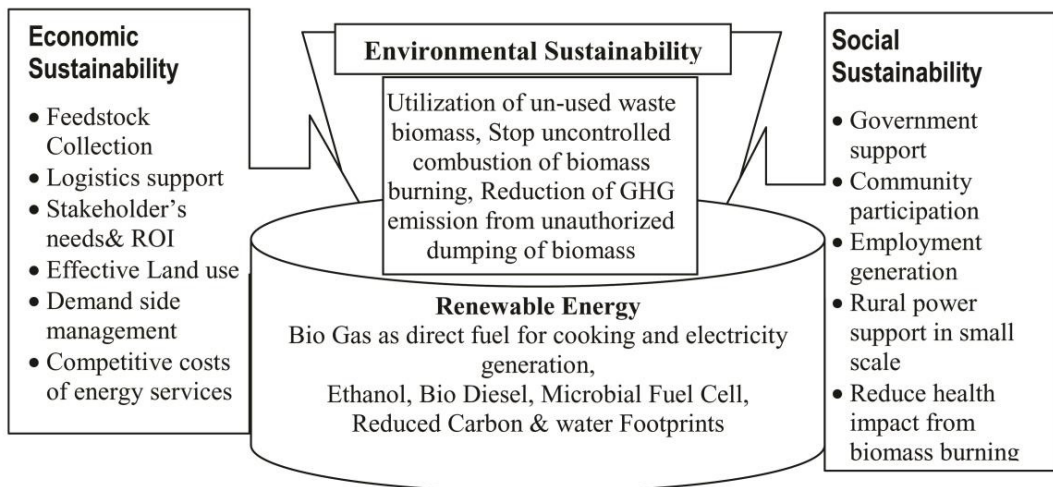 Economic
Sustainability
• Feedstock
Collection
• Logistics support
• Stakeholder’s
needs& ROI
• Effective Land use
• Demand side
management
• Competitive costs
of energy services
Environmental Sustainability
Utilization of un-used waste
biomass, Stop uncontrolled
combustion of biomass
burning, Reduction of GHG
emission from unauthorized
dumping of biomass
Renewable Energy
Bio Gas as direct fuel for cooking and electricity
generation,
Ethanol, Bio Diesel, Microbial Fuel Cell,
Reduced Carbon & water Footprints
Social
Sustainability
• Government
support
• Community
participation
• Employment
generation
• Rural power
support in small
scale
• Reduce health
impact from
biomass burning